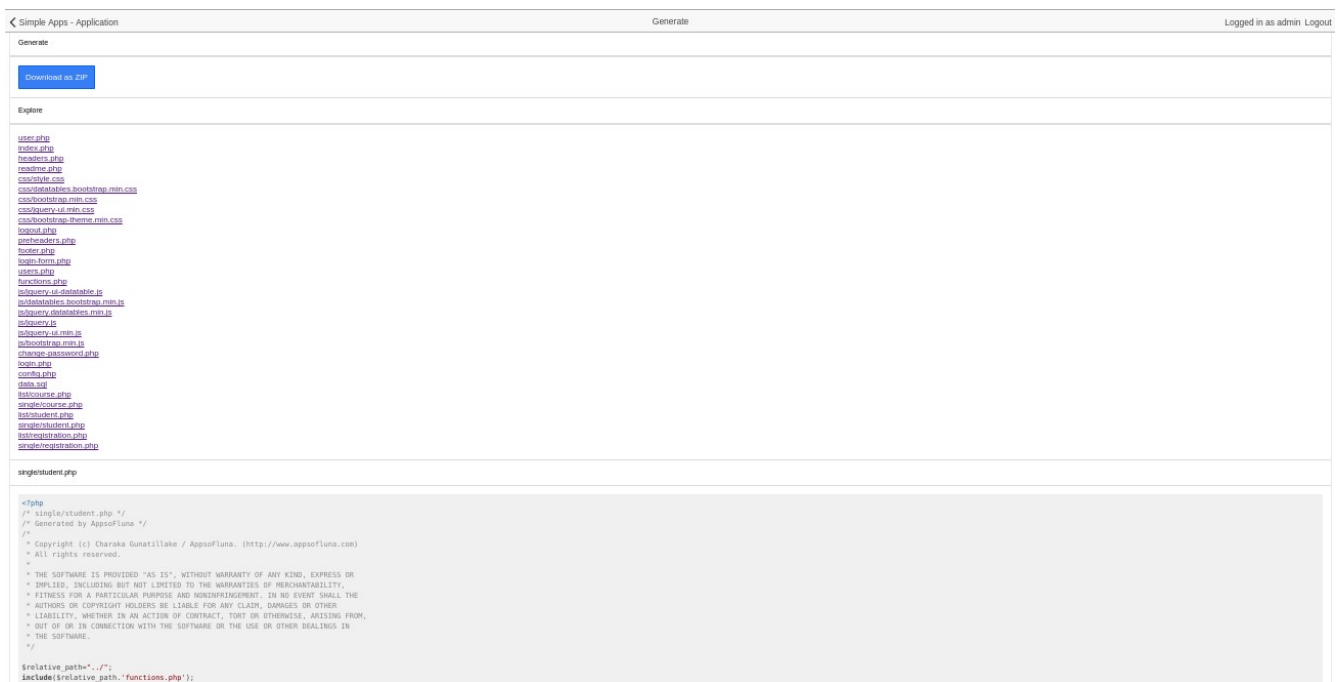 Simple Apps - Application Generate Logged in as admin Logout
Generate
Download as ZIP
Explore
user.php
index.php
headers.php
readme.php
css/style.css
css/datatables.bootstrap.min.css
css/bootstrap.min.css
css/jquery-ui.min.css
css/bootstrap-theme.min.css
logout.php
preheaders.php
footer.php
login-form.php
users.php
functions.php
js/jquery-ui-datatable.js
js/datatables.bootstrap.min.js
js/jquery.datatables.min.js
js/jquery.js
js/jquery-ui.min.js
js/bootstrap.min.js
change-password.php
login.php
config.php
data.sql
list/course.php
single/course.php
list/student.php
single/student.php
list/registration.php
single/registration.php
single/student.php
<?php
/* single/student.php */
/* Generated by AppsoFluna */
/*
* Copyright (c) Charaka Gunatillake / AppsoFluna. (http://www.appsofluna.com)
* All rights reserved.
*
* THE SOFTWARE IS PROVIDED "AS IS", WITHOUT WARRANTY OF ANY KIND, EXPRESS OR
* IMPLIED, INCLUDING BUT NOT LIMITED TO THE WARRANTIES OF MERCHANTABILITY,
* FITNESS FOR A PARTICULAR PURPOSE AND NONINFRINGEMENT. IN NO EVENT SHALL THE
* AUTHORS OR COPYRIGHT HOLDERS BE LIABLE FOR ANY CLAIM, DAMAGES OR OTHER
* LIABILITY, WHETHER IN AN ACTION OF CONTRACT, TORT OR OTHERWISE, ARISING FROM,
* OUT OF OR IN CONNECTION WITH THE SOFTWARE OR THE USE OR OTHER DEALINGS IN
* THE SOFTWARE.
*/
$relative_path="../";
include($relative_path.'functions.php');